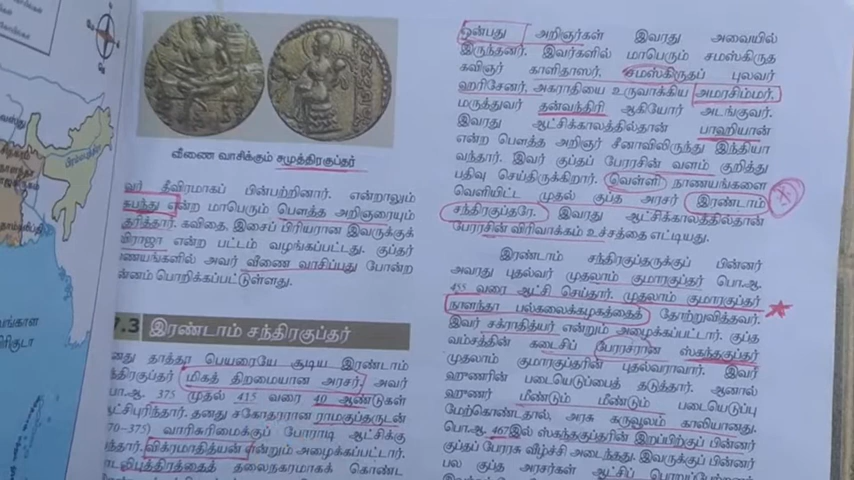 வீணை வாசிக்கும் சமுத்திரகுப்தர்
வர் தீவிரமாகப் பின்பற்றினார். என்றாலும்
சுபந்து என்ற மாபெரும் பௌத்த அறிஞரையும்
தரித்தார். கவிதை, இசைப் பிரியரான இவருக்குக்
விராஜா என்ற பட்டம் வழங்கப்பட்டது. குப்தர்
ணயங்களில் அவர் வீணை வாசிப்பது போன்ற
ன்னம் பொறிக்கப்பட்டுள்ளது.
7.3 இரண்டாம் சந்திரகுப்தர்
னது தாத்தா பெயரையே சூடிய இரண்டாம்
ந்திரகுப்தர் மிகத் திறமையான அரசர். அவர்
பா.ஆ. 375 முதல் 415 வரை 40 ஆண்டுகள்
ஆட்சிபுரிந்தார். தனது சகோதரரான ராமகுப்தருடன்
70-375) வாரிசுரிமைக்குப் போராடி ஆட்சிக்கு
ந்தார். விக்ரமாதித்யன் என்றும் அழைக்கப்பட்டார்.
டலிபுத்திரத்தைத் தலைநகரமாகக் கொண்ட
ஒன்பது அறிஞர்கள் இவரது அவையில்
இருந்தனர். இவர்களில் மாபெரும் சமஸ்கிருத
கவிஞர் காளிதாஸர், சமஸ்கிருதப் புலவர்
ஹரிசேனர், அகராதியை உருவாக்கிய அமரசிம்மர்,
மருத்துவர் தன்வந்திரி ஆகியோர் அடங்குவர்.
இவரது ஆட்சிக்காலத்தில்தான் பாஹியான்
என்ற பௌத்த அறிஞர் சீனாவிலிருந்து இந்தியா
வந்தார். இவர் குப்தப் பேரரசின் வளம் குறித்து
பதிவு செய்திருக்கிறார். வெள்ளி நாணயங்களை
வெளியிட்ட முதல் குப்த அரசர் இரண்டாம்
சந்திரகுப்தரே. இவரது ஆட்சிக்காலத்தில்தான்
பேரரசின் விரிவாக்கம் உச்சத்தை எட்டியது.
இரண்டாம் சந்திரகுப்தருக்குப் பின்னர்
அவரது புதல்வர் முதலாம் குமாரகுப்தர் பொ.ஆ.
455 வரை ஆட்சி செய்தார். முதலாம் குமாரகுப்தர்
நாளந்தா பல்கலைக்கழகத்தைத் தோற்றுவித்தவர்.
இவர் சக்ராதித்யர் என்றும் அழைக்கப்பட்டார். குப்த
வம்சத்தின் கடைசிப் பேரரசரான ஸ்கந்தகுப்தர்
முதலாம் குமாரகுப்தரின் புதல்வராவார். இவர்
ஹுணரின் படையெடுப்பைத் தடுத்தார். ஆனால்
ஹுணர் மீண்டும் மீண்டும் படையெடுப்பு
மேற்கொண்டதால், அரசு கருவூலம் காலியானது.
பொ.ஆ. 467இல் ஸ்கந்தகுப்தரின் இறப்பிற்குப் பின்னர்
குப்தப் பேரரசு வீழ்ச்சி அடைந்தது. இவருக்குப் பின்னர்
பல குப்த அரசர்கள் ஆட்சிப்